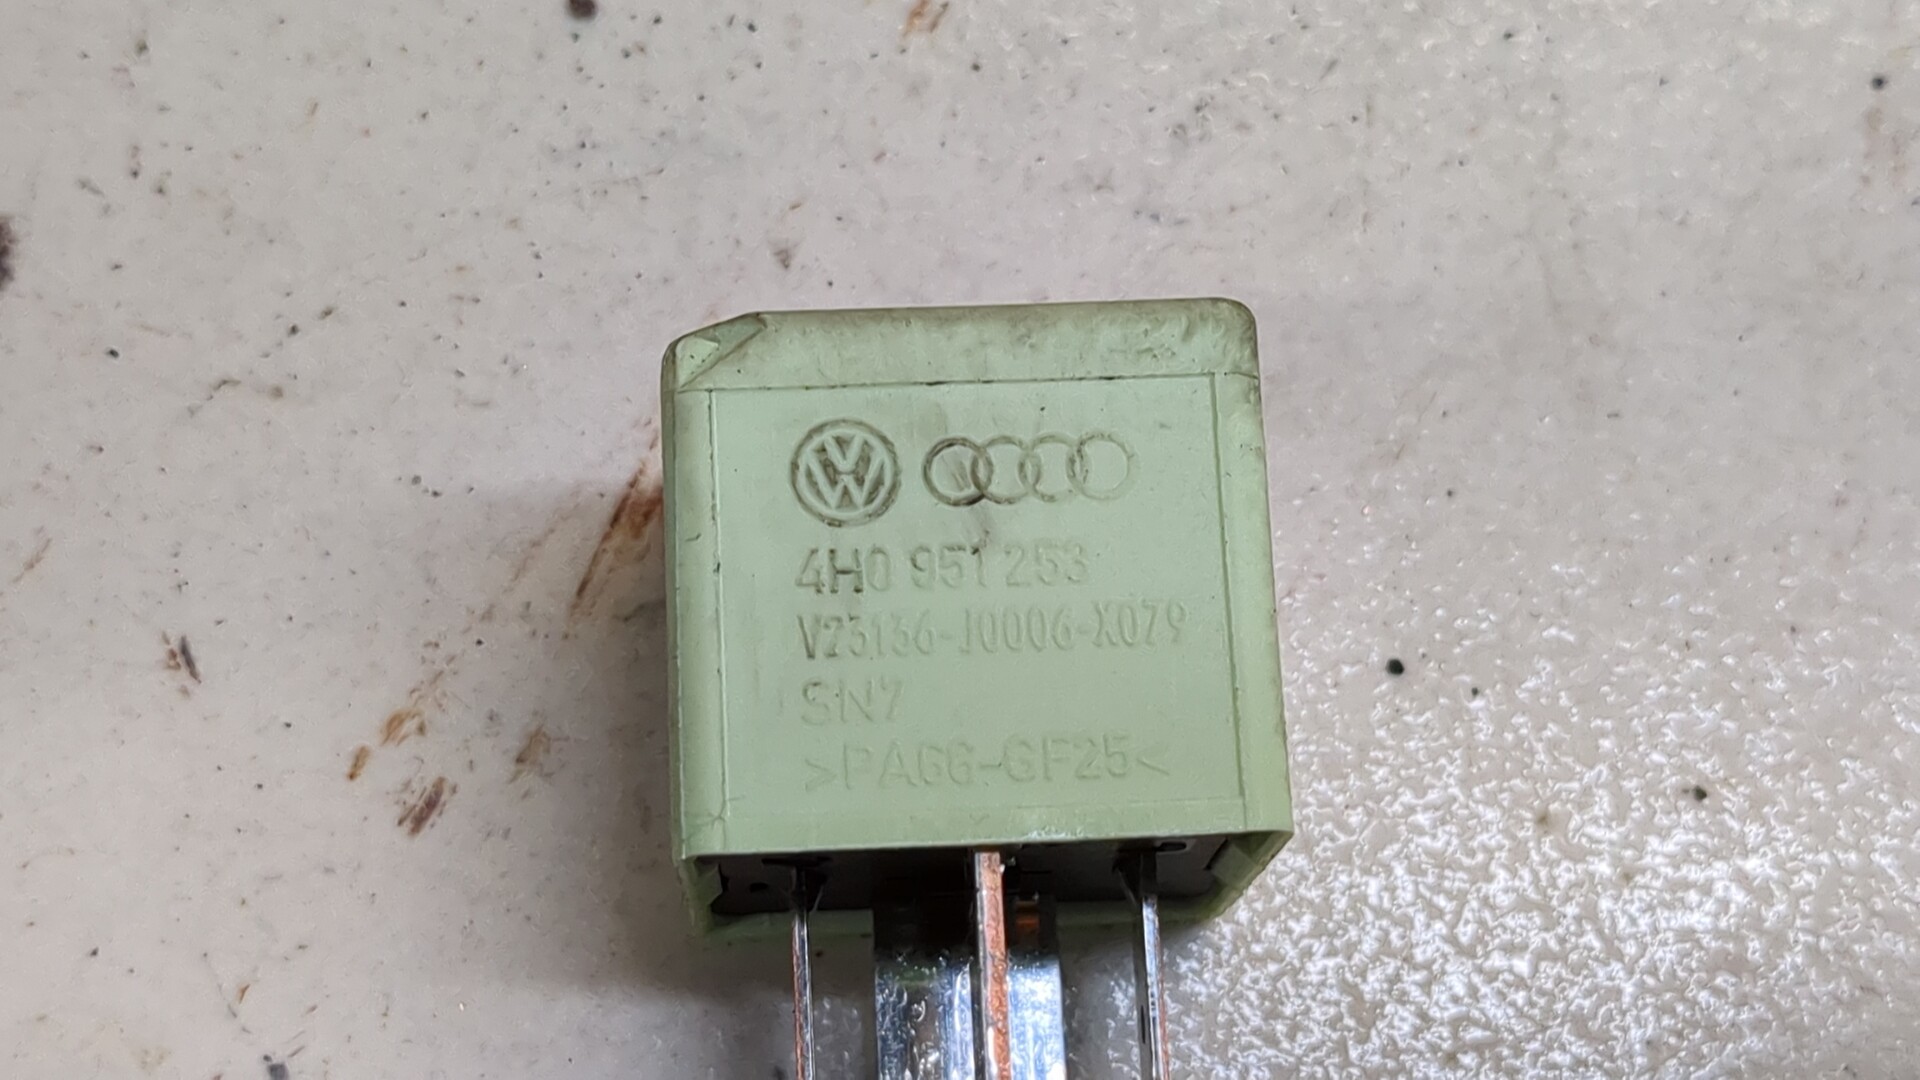 4H0 951 253
V23136-J0006-X079
SN7
>PA66-GF25<